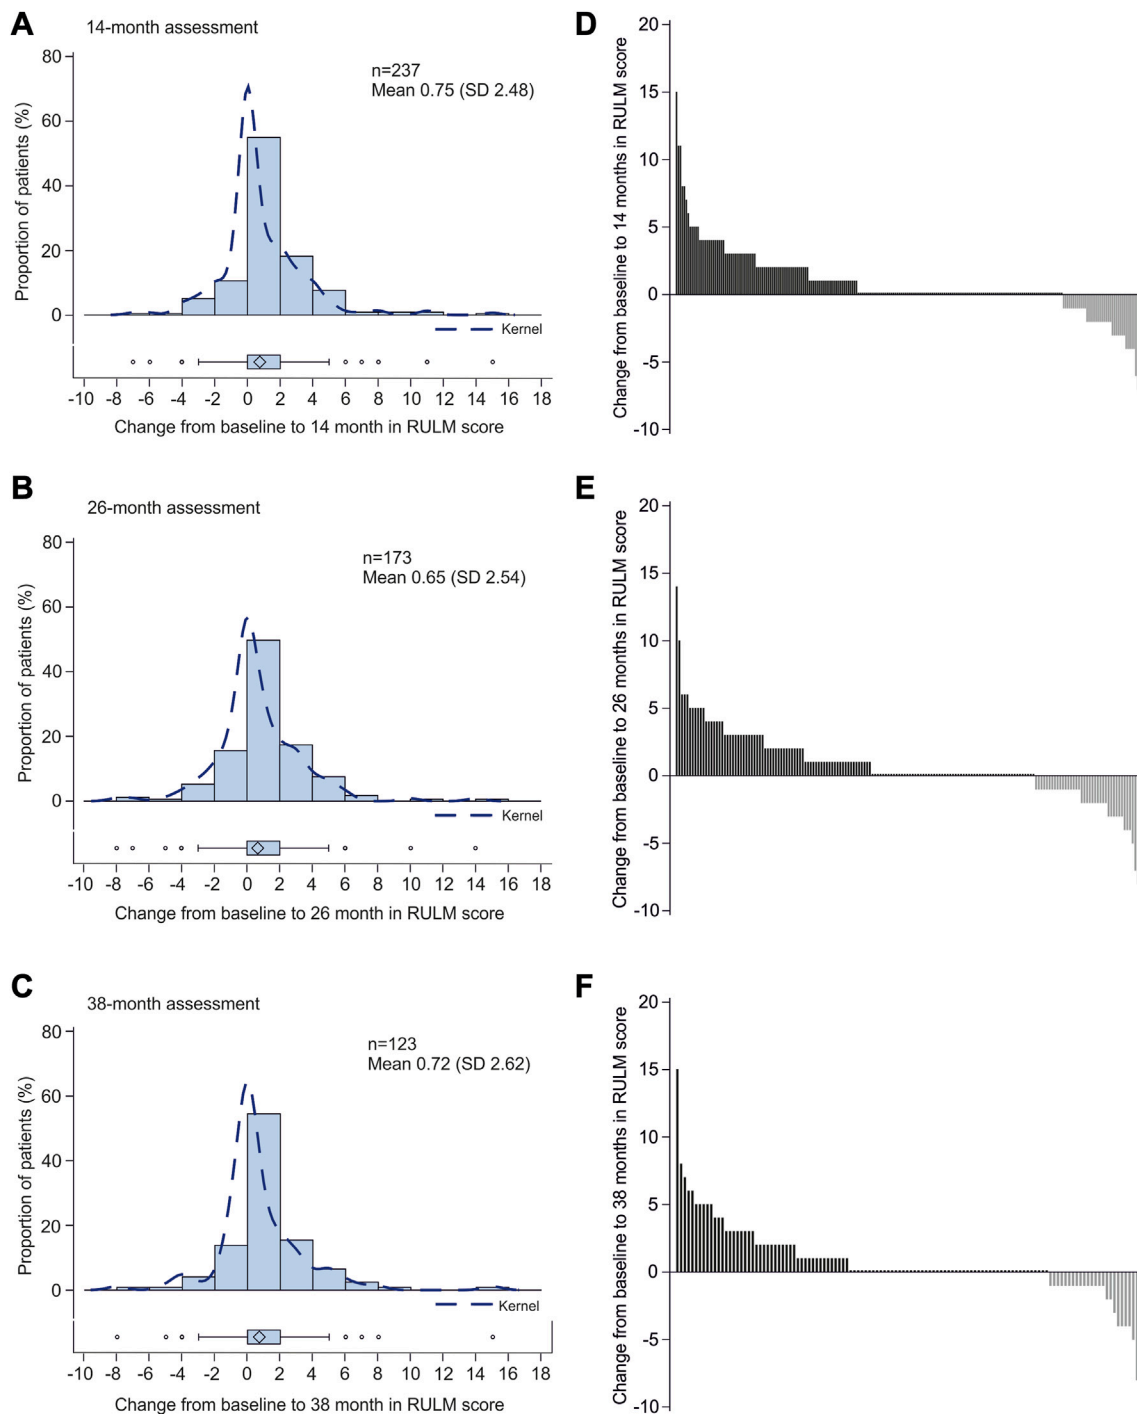 A
14-month assessment
n=237
Mean 0.75 (SD 2.48)
Proportion of patients (%)
80
60
40
20
0
Kernel
-10 -8 -6 -4 -2 0 2 4 6 8 10 12 14 16 18
Change from baseline to 14 month in RULM score
D
Change from baseline to 14 months in RULM score
20
15
10
5
0
-5
-10
B
26-month assessment
n=173
Mean 0.65 (SD 2.54)
Proportion of patients (%)
80
60
40
20
0
Kernel
-10 -8 -6 -4 -2 0 2 4 6 8 10 12 14 16 18
Change from baseline to 26 month in RULM score
E
Change from baseline to 26 months in RULM score
20
15
10
5
0
-5
-10
C
38-month assessment
n=123
Mean 0.72 (SD 2.62)
Proportion of patients (%)
80
60
40
20
0
Kernel
-10 -8 -6 -4 -2 0 2 4 6 8 10 12 14 16 18
Change from baseline to 38 month in RULM score
F
Change from baseline to 38 months in RULM score
20
15
10
5
0
-5
-10